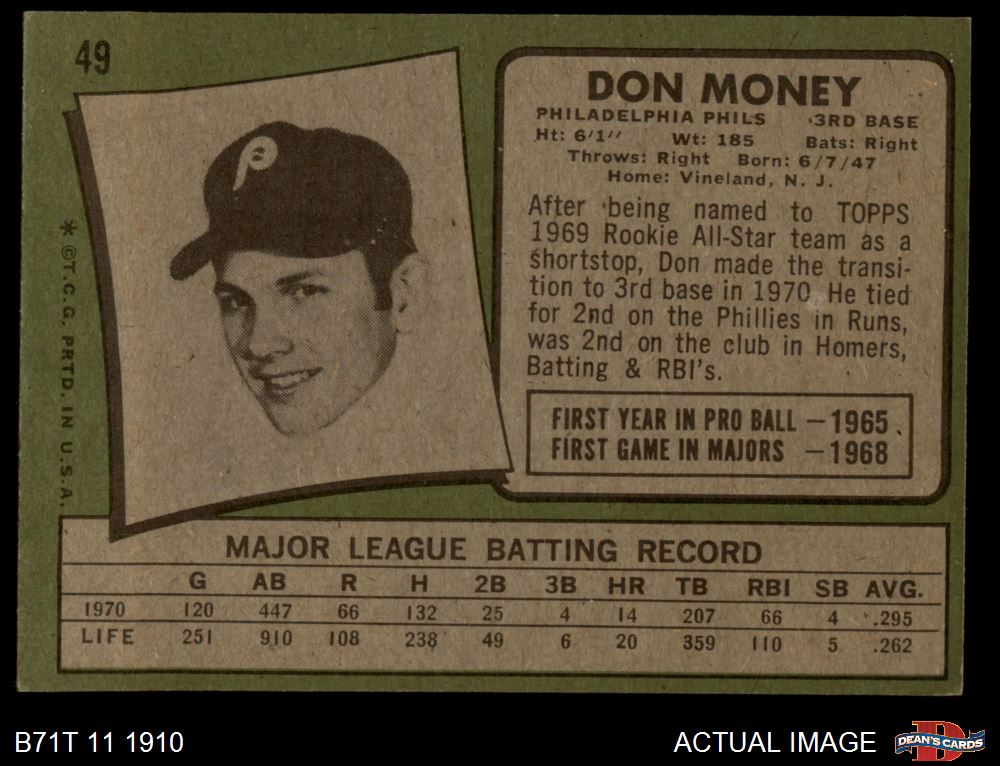 49
P
DON MONEY
PHILADELPHIA PHILS 3RD BASE
Ht: 6'1" Wt: 185 Bats: Right
Throws: Right Born: 6/7/47
Home: Vineland, N. J.
After being named to TOPPS
1969 Rookie All-Star team as a
shortstop, Don made the transi-
tion to 3rd base in 1970. He tied
for 2nd on the Phillies in Runs,
was 2nd on the club in Homers,
Batting & RBI's.
FIRST YEAR IN PRO BALL —1965
FIRST GAME IN MAJORS —1968
* ©T.C.G. PRTD. IN U.S.A.
MAJOR LEAGUE BATTING RECORD
G AB R H 2B 3B HR TB RBI SB AVG.
1970 120 447 66 132 25 4 14 207 66 4 .295
LIFE 251 910 108 238 49 6 20 359 110 5 .262
B71T 11 1910
ACTUAL IMAGE
DEAN'S CARDS